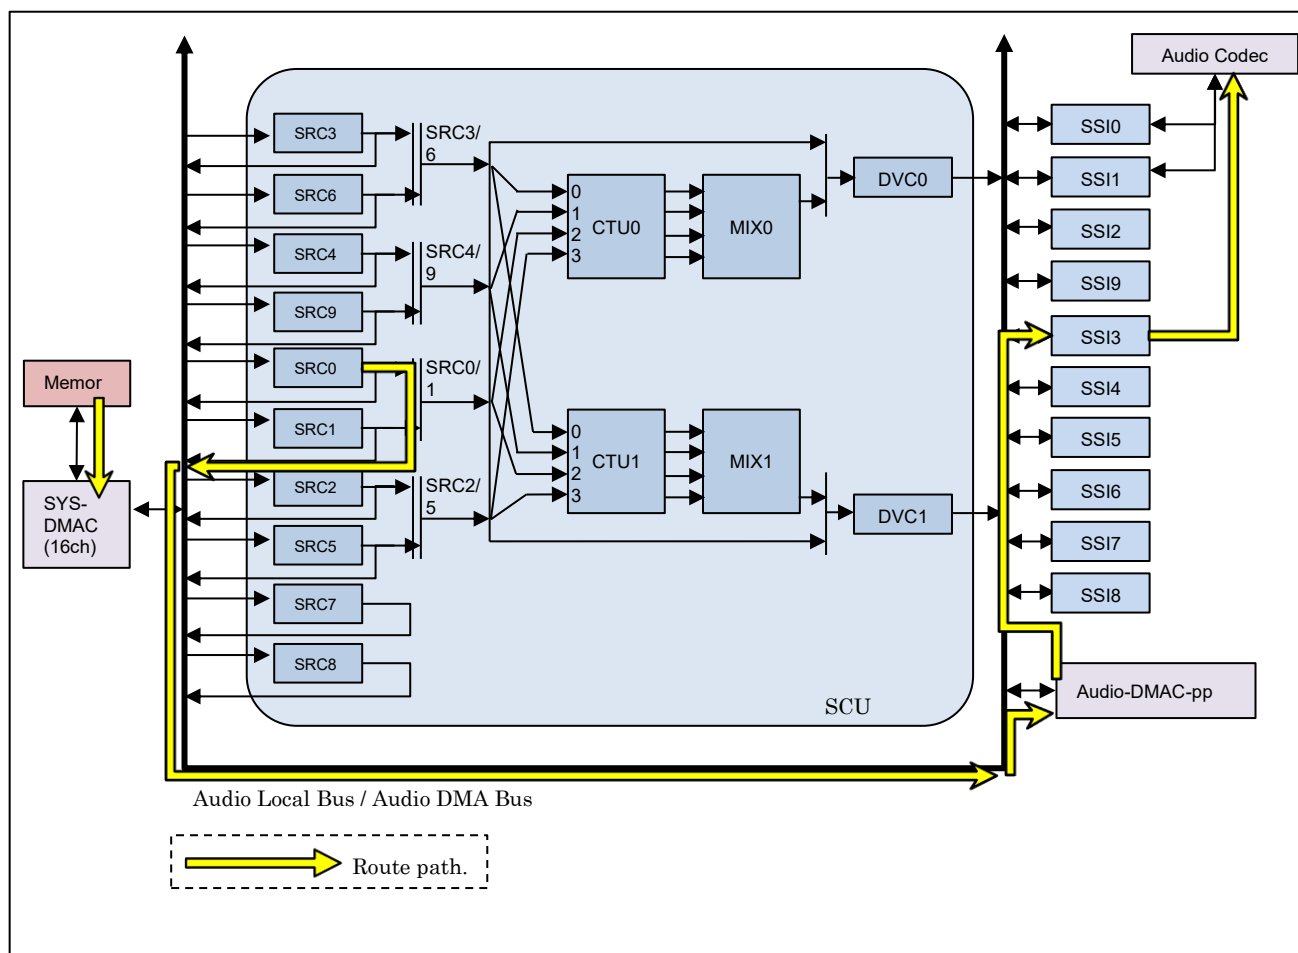 Audio Codec
SRC3
SRC6
SRC4
SRC9
SRC0
SRC1
SRC2
SRC5
SRC7
SRC8
SRC3/
6
SRC4/
9
SRC0/
1
SRC2/
5
0
1
2
3
CTU0
MIX0
DVC0
0
1
2
3
CTU1
MIX1
DVC1
SCU
SSI0
SSI1
SSI2
SSI9
SSI3
SSI4
SSI5
SSI6
SSI7
SSI8
Memor
SYS-
DMAC
(16ch)
Audio-DMAC-pp
Audio Local Bus / Audio DMA Bus
Route path.